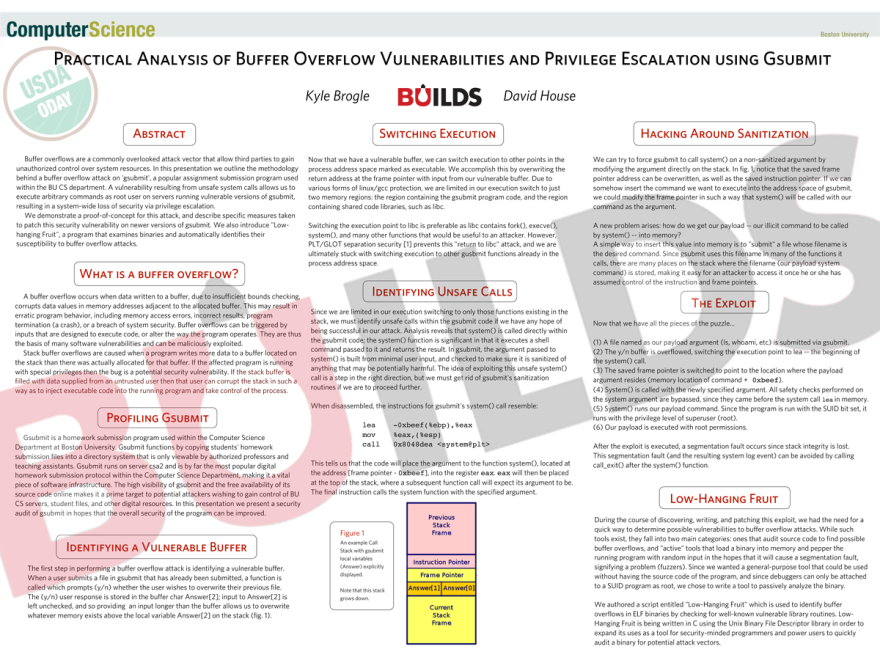 ComputerScience
Boston University
PRACTICAL ANALYSIS OF BUFFER OVERFLOW VULNERABILITIES AND PRIVILEGE ESCALATION USING GSUBMIT
USDA
0DAY
Kyle Brogle
BUILDS
David House
ABSTRACT
Buffer overflows are a commonly overlooked attack vector that allow third parties to gain
unauthorized control over system resources. In this presentation we outline the methodology
behind a buffer overflow attack on 'gsubmit', a popular assignment submission program used
within the BU CS department. A vulnerability resulting from unsafe system calls allows us to
execute arbitrary commands as root user on servers running vulnerable versions of gsubmit,
resulting in a system-wide loss of security via privilege escalation.
We demonstrate a proof-of-concept for this attack, and describe specific measures taken
to patch this security vulnerability on newer versions of gsubmit. We also introduce "Low-
hanging Fruit", a program that examines binaries and automatically identifies their
susceptibility to buffer overflow attacks.
WHAT IS A BUFFER OVERFLOW?
A buffer overflow occurs when data written to a buffer, due to insufficient bounds checking,
corrupts data values in memory addresses adjacent to the allocated buffer. This may result in
erratic program behavior, including memory access errors, incorrect results, program
termination (a crash), or a breach of system security. Buffer overflows can be triggered by
inputs that are designed to execute code, or alter the way the program operates. They are thus
the basis of many software vulnerabilities and can be maliciously exploited.
Stack buffer overflows are caused when a program writes more data to a buffer located on
the stack than there was actually allocated for that buffer. If the affected program is running
with special privileges then the bug is a potential security vulnerability. If the stack buffer is
filled with data supplied from an untrusted user then that user can corrupt the stack in such a
way as to inject executable code into the running program and take control of the process.
PROFILING GSUBMIT
Gsubmit is a homework submission program used within the Computer Science
Department at Boston University. Gsubmit functions by copying students' homework
submission files into a directory system that is only viewable by authorized professors and
teaching assistants. Gsubmit runs on server csa2 and is by far the most popular digital
homework submission protocol within the Computer Science Department, making it a vital
piece of software infrastructure. The high visibility of gsubmit and the free availability of its
source code online makes it a prime target to potential attackers wishing to gain control of BU
CS servers, student files, and other digital resources. In this presentation we present a security
audit of gsubmit in hopes that the overall security of the program can be improved.
IDENTIFYING A VULNERABLE BUFFER
The first step in performing a buffer overflow attack is identifying a vulnerable buffer.
When a user submits a file in gsubmit that has already been submitted, a function is
called which prompts (y/n) whether the user wishes to overwrite their previous file.
The (y/n) user response is stored in the buffer char Answer[2]; input to Answer[2] is
left unchecked, and so providing an input longer than the buffer allows us to overwrite
whatever memory exists above the local variable Answer[2] on the stack (fig. 1).
SWITCHING EXECUTION
Now that we have a vulnerable buffer, we can switch execution to other points in the
process address space marked as executable. We accomplish this by overwriting the
return address at the frame pointer with from our buffer overflow attack. Due to
various forms of linux/gcc protection, we are limited in our execution switch to just
two memory regions: the region containing the gsubmit program code, and the region
containing shared code libraries, such as libc.
Switching the execution to libc is preferable as libc contains fork(), execve(),
system(), and many other functions that would be useful to an attacker. However,
PLT/GLOT separation security [1] prevents this "return to libc" attack, and we are
ultimately stuck with switching execution to other gsubmit functions already in the
process address space.
IDENTIFYING UNSAFE CALLS
Since we are limited in our execution switching to only those functions existing in the
stack, we must identify unsafe calls within the gsubmit code if we have any hope of
being successful in our attack. Analysis reveals that system() is called directly within
the gsubmit code; the system() function is significant in that it executes a shell
command passed to it and returns the result. In gsubmit, the argument passed to
system() is built from minimal user input, and checked to make sure it is sanitized of
anything that may be potentially harmful. The idea of exploiting this unsafe system()
call is a step in the right direction, but we must get rid of gsubmit's sanitization
routines if we are to proceed further.
When disassembled, the instructions for gsubmit's system() call resemble:
lea -0xbeef(%ebp),%eax
mov %eax,(%esp)
call 0x8048dea <system@plt>
This tells us that the code will place the argument to the function system(), located at
the address [frame pointer - 0xbeef], into the register eax. eax will then be placed
at the top of the stack, where a subsequent function call will expect its argument to be.
The final instruction calls the system function with the specified argument.
Figure 1
An example Call
Stack with gsubmit
local variables
(Answer) explicitly
displayed.
Note that this stack
grows down.
Previous
Stack
Frame
Instruction Pointer
Frame Pointer
Answer[1] Answer[0]
Current
Stack
Frame
HACKING AROUND SANITIZATION
We can try to force gsubmit to call system() on a non-sanitized argument by
modifying the argument directly on the stack. In fig. 1, notice that the saved frame
pointer address can be overwritten, as well as the saved instruction pointer. If we can
somehow insert the command we want to execute into the address space of gsubmit,
we could modify the frame pointer in such a way that system() will be called with our
command as the argument.
A new problem arises: how do we get our payload -- our illicit command to be called
by system() -- into memory?
A simple way to insert this value into memory is to "submit" a file whose filename is
the desired command. Since gsubmit uses this filename in many of the functions it
calls, there are many places on the stack where the filename (our payload system
command) is stored, making it easy for an attacker to access it once he or she has
assumed control of the instruction and frame pointers.
THE EXPLOIT
Now that we have all the pieces of the puzzle...
(1) A file named as our payload argument (ls, whoami, etc) is submitted via gsubmit.
(2) The y/n buffer is overflowed, switching the execution point to lea -- the beginning of
the system() call.
(3) The saved frame pointer is switched to point to the location where the payload
argument resides (memory location of command + 0xbeef).
(4) System() is called with the newly specified argument. All safety checks performed on
the system argument are bypassed, since they came before the system call lea in memory.
(5) System() runs our payload command. Since the program is run with the SUID bit set, it
runs with the privilege level of superuser (root).
(6) Our payload is executed with root permissions.
After the exploit is executed, a segmentation fault occurs since stack integrity is lost.
This segmentation fault (and the resulting system log event) can be avoided by calling
call_exit() after the system() function.
LOW-HANGING FRUIT
During the course of discovering, writing, and patching this exploit, we had the need for a
quick way to determine possible vulnerabilities to buffer overflow attacks. While such
tools exist, they fall into two main categories: ones that audit source code to find possible
buffer overflows, and "active" tools that load a binary into memory and pepper the
running program with random input in the hopes that it will cause a segmentation fault,
signifying a problem (fuzzers). Since we wanted a general-purpose tool that could be used
without having the source code of the program, and since debuggers can only be attached
to a SUID program as root, we chose to write a tool to passively analyze the binary.
We authored a script entitled "Low-Hanging Fruit" which is used to identify buffer
overflows in ELF binaries by checking for well-known vulnerable library routines. Low-
Hanging Fruit is being written in C using the Unix Binary File Descriptor library in order to
expand its uses as a tool for security-minded programmers and power users to quickly
audit a binary for potential attack vectors.